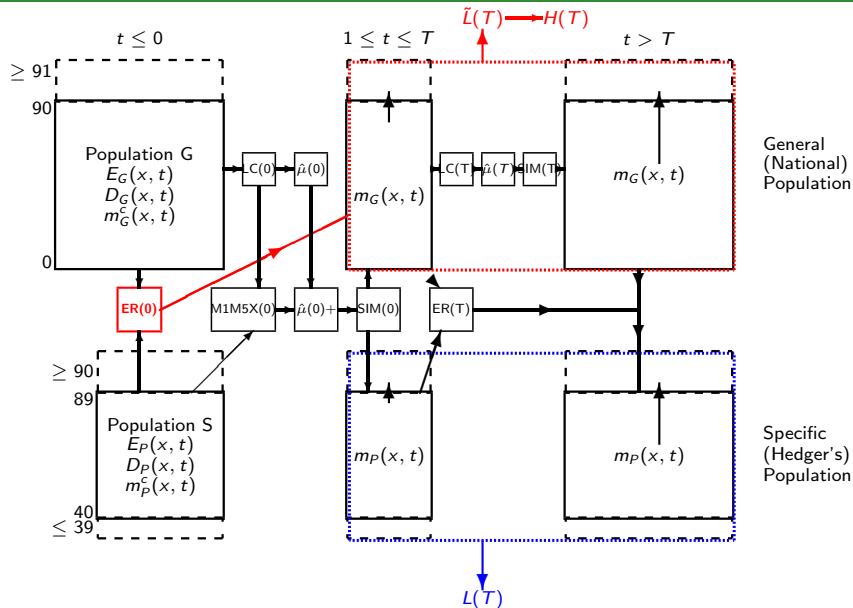 L̃(T) H(T)
t ≤ 0 1 ≤ t ≤ T t > T
≥ 91
90
Population G
E_G(x, t)
D_G(x, t)
m^c_G(x, t)
LC(0) μ̂(0)
m_G(x, t)
LC(T) μ̂(T) SIM(T)
m_G(x, t)
General
(National)
Population
0
ER(0) M1M5X(0) μ̂(0)+ SIM(0) ER(T)
≥ 90
89
Population S
E_P(x, t)
D_P(x, t)
m^c_P(x, t)
m_P(x, t)
m_P(x, t)
Specific
(Hedger's)
Population
40
≤ 39
L(T)